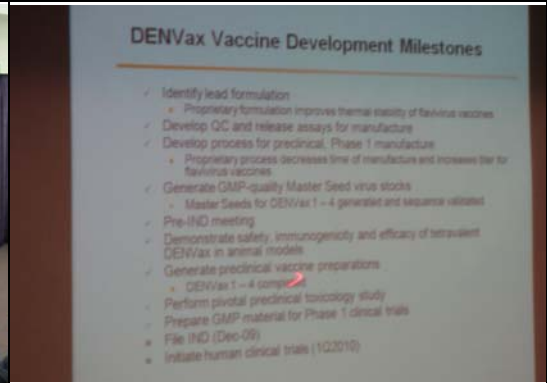 DENVax Vaccine Development Milestones
Identify lead formulation
Proprietary formulation improves thermal stability of flavivirus vaccines
Develop QC and release assays for manufacture
Develop process for preclinical, Phase 1 manufacture
Proprietary process decreases time of manufacture and increases titer for
flavivirus vaccines
Generate GMP-quality Master Seed virus stocks
Master Seeds for DENVax 1 – 4 generated and sequence validated
Pre-IND meeting
Demonstrate safety, immunogenicity and efficacy of tetravalent
DENVax in animal models
Generate preclinical vaccine preparations
DENVax 1 – 4
Perform pivotal preclinical toxicology study
Prepare GMP material for Phase 1 clinical trials
File IND (Dec-09)
Initiate human clinical trials (1Q2010)